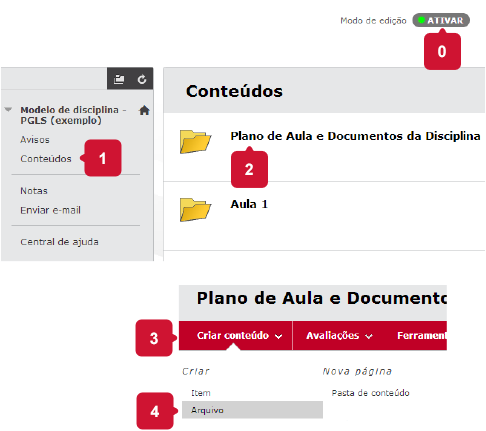 Modo de edição ATIVAR
0
Modelo de disciplina -
PGLS (exemplo)
Avisos
Conteúdos
1
Notas
Enviar e-mail
Central de ajuda
Conteúdos
Plano de Aula e Documentos da Disciplina
2
Aula 1
Plano de Aula e Documento
3
Criar conteúdo
Avaliações
Ferrament
Criar
Nova página
Item
Pasta de conteúdo
4
Arquivo